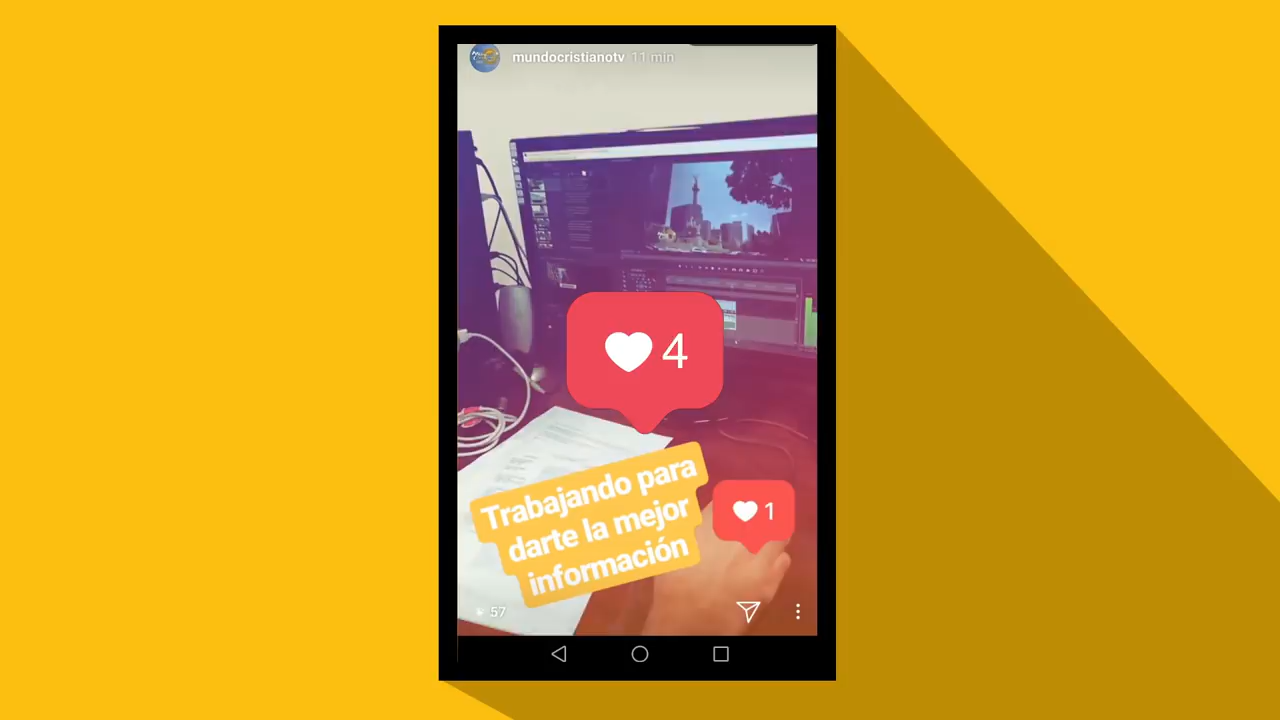 mundocristianotv 11 min
4
Trabajando para
darte la mejor
información
1
57